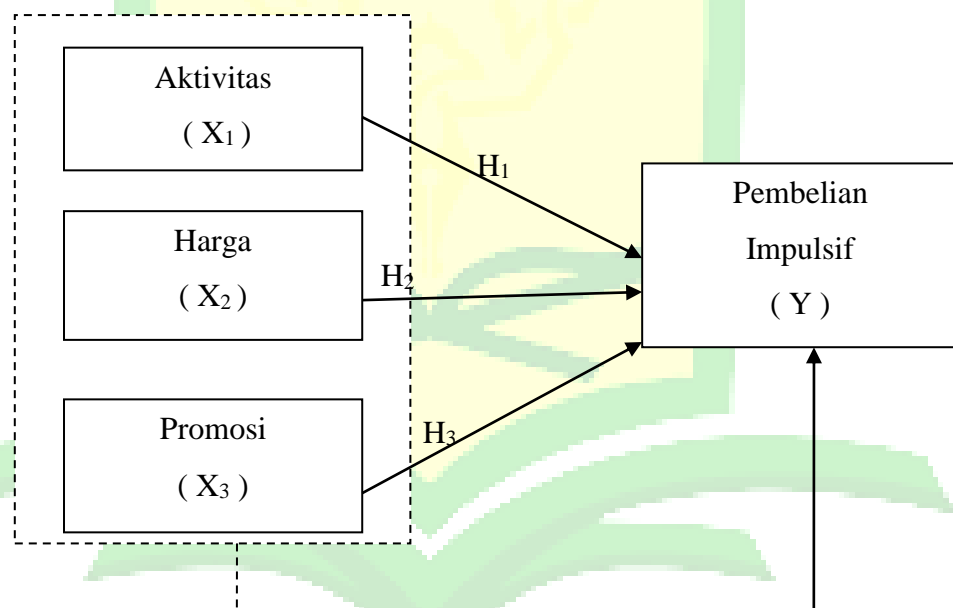 Aktivitas
( X₁ )
H₁
Pembelian
Impulsif
( Y )
Harga
( X₂ )
H₂
Promosi
( X₃ )
H₃